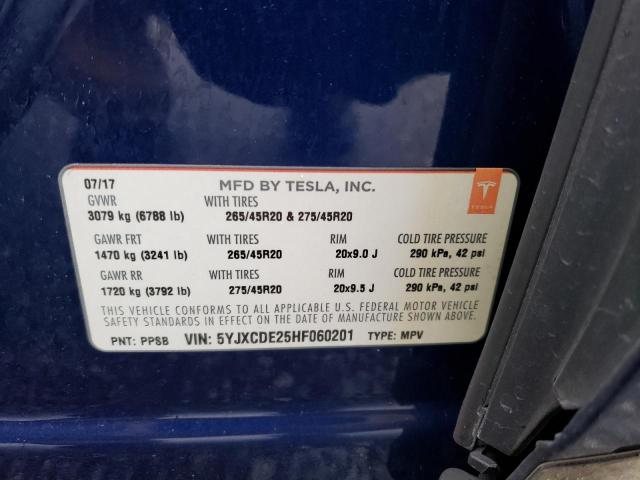 07/17 MFD BY TESLA, INC. TESLA
GVWR WITH TIRES
3079 kg (6788 lb) 265/45R20 & 275/45R20
GAWR FRT WITH TIRES RIM COLD TIRE PRESSURE
1470 kg (3241 lb) 265/45R20 20x9.0 J 290 kPa, 42 psi
GAWR RR WITH TIRES RIM COLD TIRE PRESSURE
1720 kg (3792 lb) 275/45R20 20x9.5 J 290 kPa, 42 psi
THIS VEHICLE CONFORMS TO ALL APPLICABLE U.S. FEDERAL MOTOR VEHICLE
SAFETY STANDARDS IN EFFECT ON THE DATE OF MANUFACTURE SHOWN ABOVE.
PNT: PPSB VIN: 5YJXCDE25HF060201 TYPE: MPV